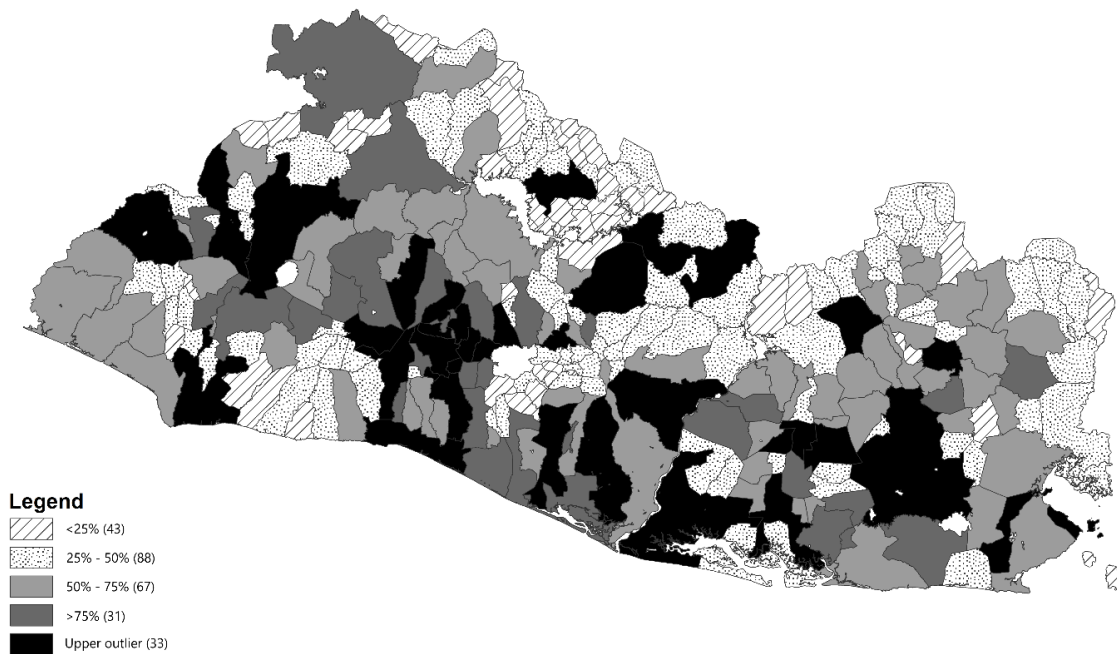 Legend
<25% (43)
25% - 50% (88)
50% - 75% (67)
>75% (31)
Upper outlier (33)